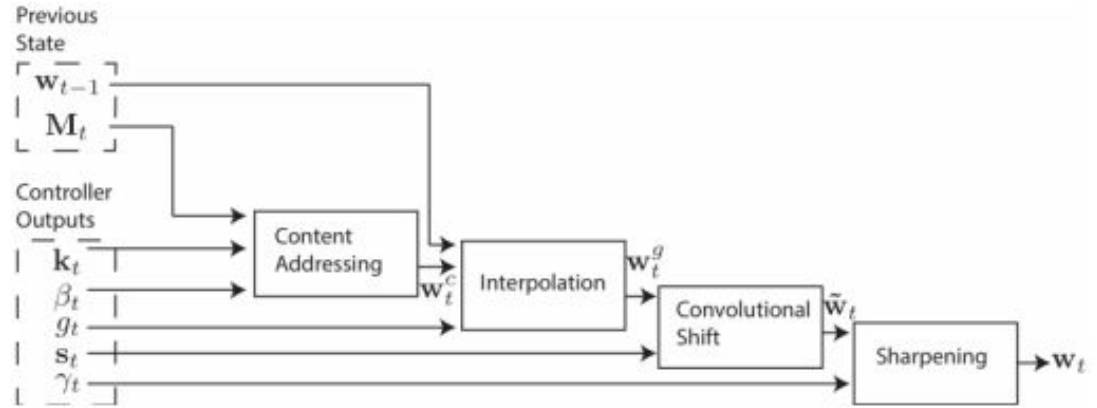 Previous
State
w_{t−1}
M_t
Controller
Outputs
k_t
β_t
g_t
s_t
γ_t
Content
Addressing
w_t^c
Interpolation
w_t^g
Convolutional
Shift
w̃_t
Sharpening
w_t